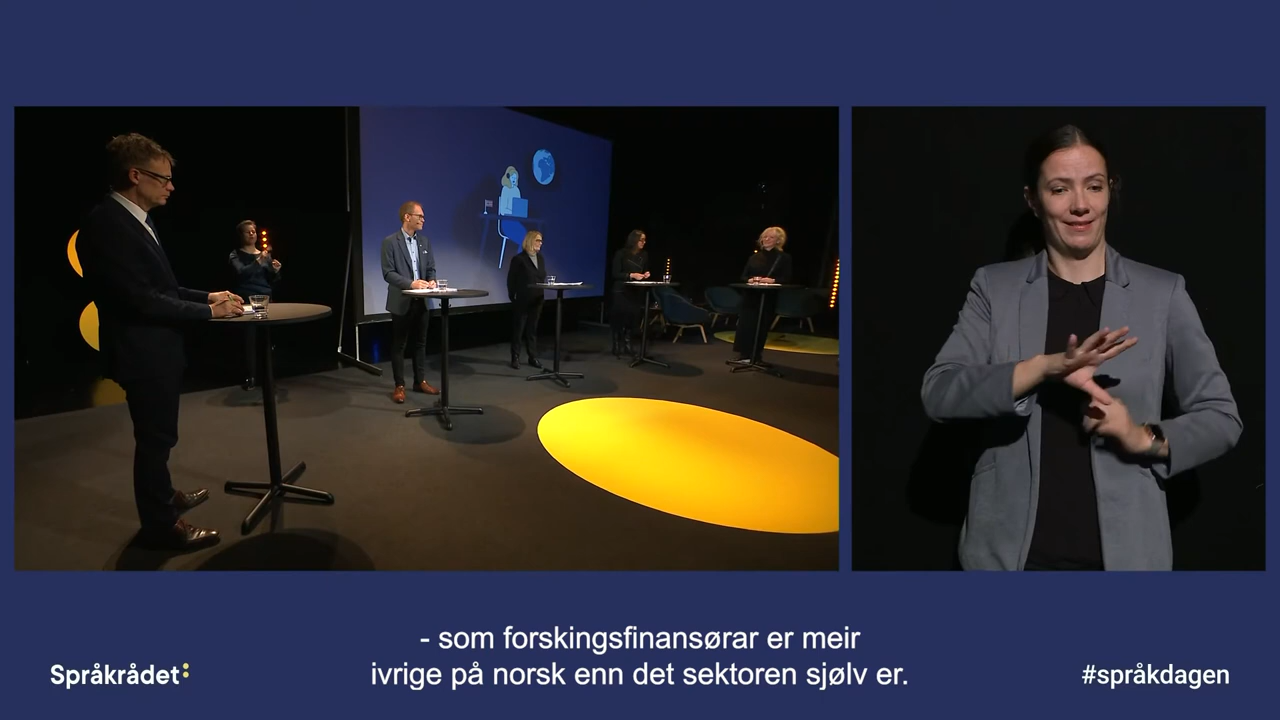 - som forskingsfinansørar er meir
ivrige på norsk enn det sektoren sjølv er.
Språkrådet:
#språkdagen